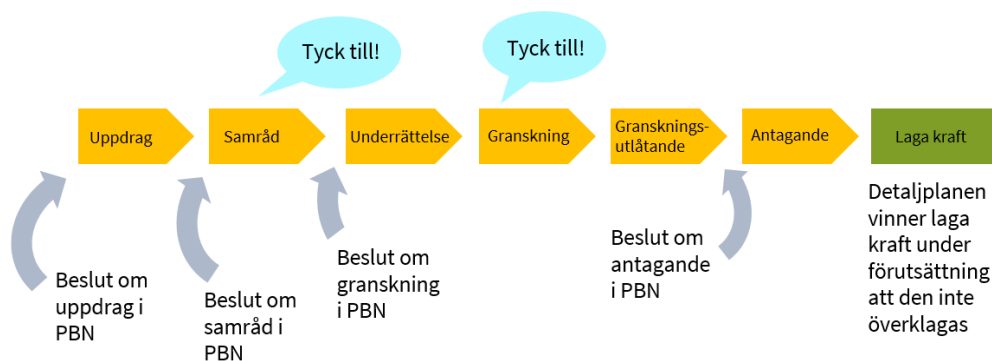 Tyck till!
Tyck till!
Uppdrag
Samråd
Underrättelse
Granskning
Gransknings-
utlåtande
Antagande
Laga kraft
Beslut om
uppdrag i
PBN
Beslut om
samråd i
PBN
Beslut om
granskning
i PBN
Beslut om
antagande
i PBN
Detaljplanen
vinner laga
kraft under
förutsättning
att den inte
överklagas